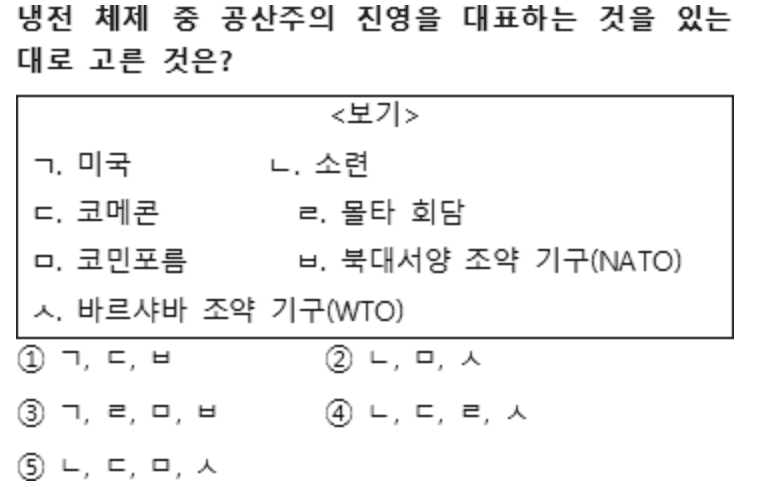 냉전 체제 중 공산주의 진영을 대표하는 것을 있는
대로 고른 것은?
<보기>
ㄱ. 미국 ㄴ. 소련
ㄷ. 코메콘 ㄹ. 몰타 회담
ㅁ. 코민포름 ㅂ. 북대서양 조약 기구(NATO)
ㅅ. 바르샤바 조약 기구(WTO)
① ㄱ, ㄷ, ㅂ ② ㄴ, ㅁ, ㅅ
③ ㄱ, ㄹ, ㅁ, ㅂ ④ ㄴ, ㄷ, ㄹ, ㅅ
⑤ ㄴ, ㄷ, ㅁ, ㅅ